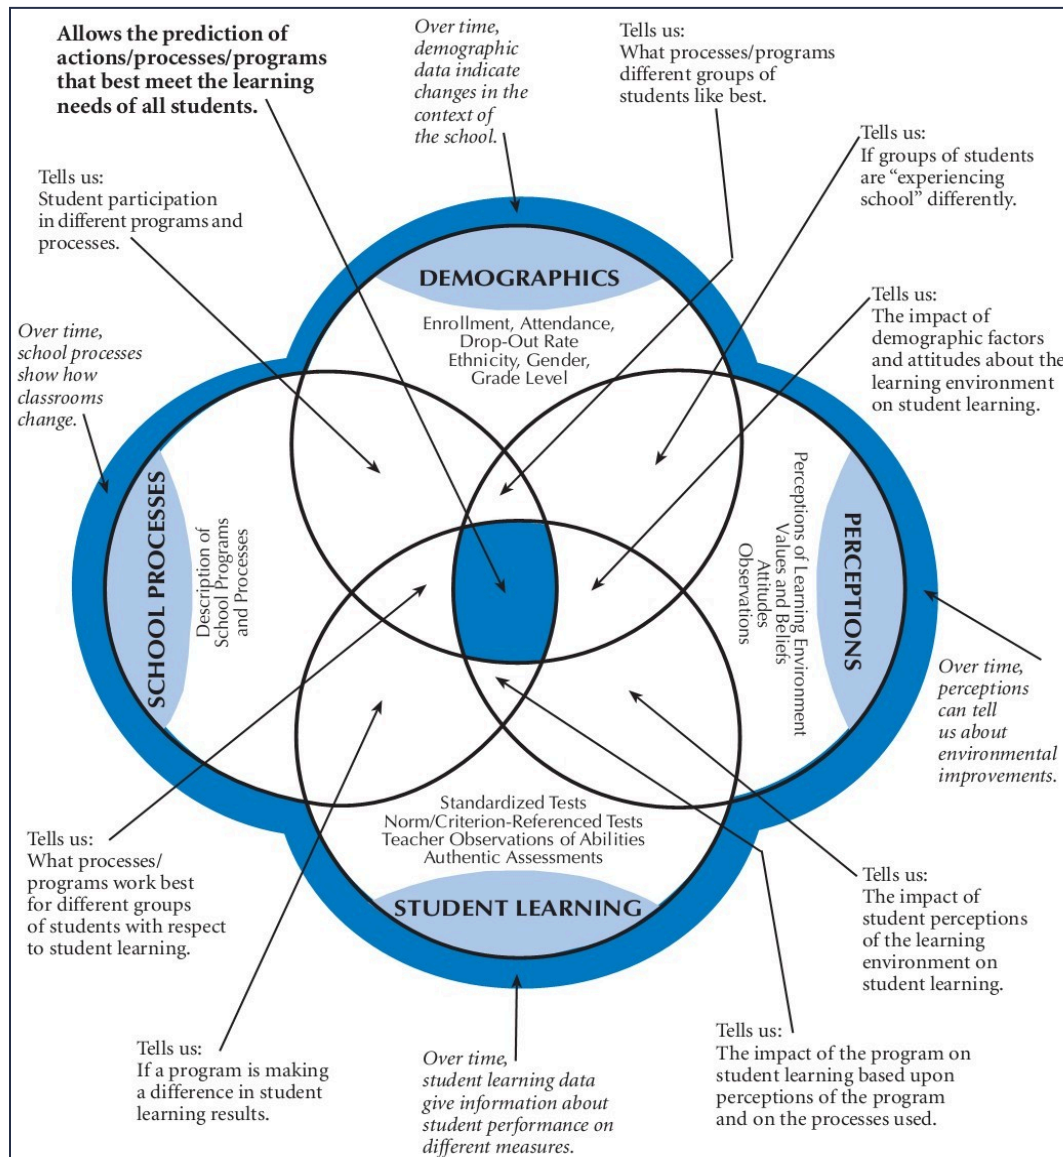 Allows the prediction of
actions/processes/programs
that best meet the learning
needs of all students.
Over time,
demographic
data indicate
changes in the
context of
the school.
Tells us:
What processes/programs
different groups of
students like best.
Tells us:
If groups of students
are “experiencing
school” differently.
Tells us:
Student participation
in different programs and
processes.
Tells us:
The impact of
demographic factors
and attitudes about the
learning environment
on student learning.
Over time,
school processes
show how
classrooms
change.
DEMOGRAPHICS
Enrollment, Attendance,
Drop-Out Rate
Ethnicity, Gender,
Grade Level
SCHOOL PROCESSES
Description of
School Programs
and Processes
PERCEPTIONS
Perceptions of Learning Environment
Values and Beliefs
Attitudes
Observations
Over time,
perceptions
can tell
us about
environmental
improvements.
Standardized Tests
Norm/Criterion-Referenced Tests
Teacher Observations of Abilities
Authentic Assessments
STUDENT LEARNING
Tells us:
What processes/
programs work best
for different groups
of students with respect
to student learning.
Tells us:
The impact of
student perceptions
of the learning
environment on
student learning.
Tells us:
If a program is making
a difference in student
learning results.
Over time,
student learning data
give information about
student performance on
different measures.
Tells us:
The impact of the program on
student learning based upon
perceptions of the program
and on the processes used.